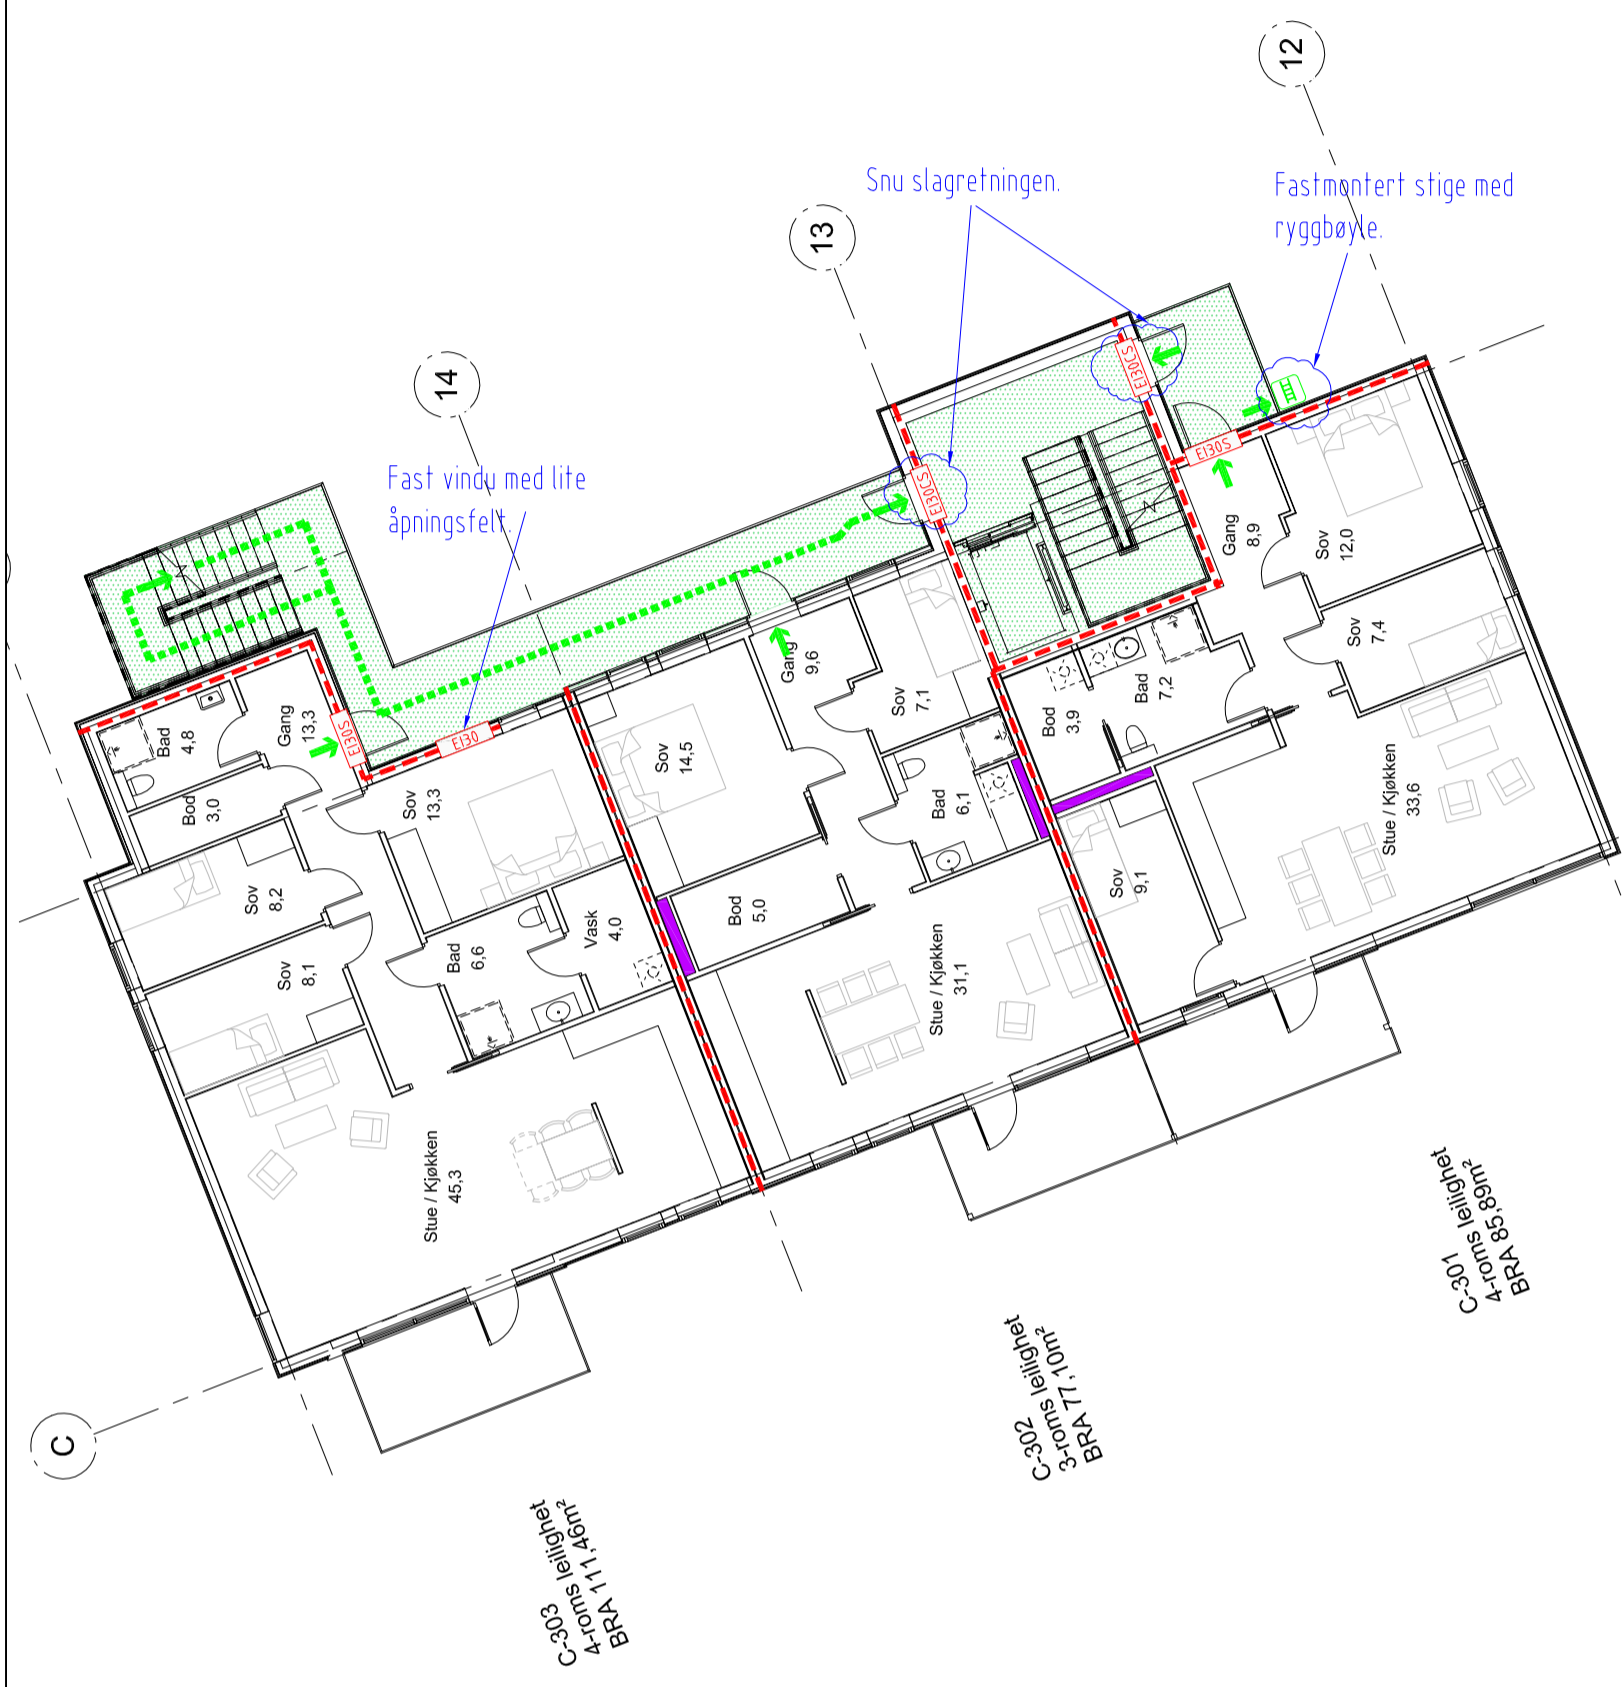 12
Snu slagretningen.
Fastmontert stige med
ryggbøyle.
13
14
Fast vindu med lite
åpningsfelt.
EI30CS
EI30CS
EI30S
EI30S
EI30
Bad
4,8
Gang
13,3
Bod
3,0
Sov
13,3
Sov
8,2
Sov
8,1
Bad
6,6
Vask
4,0
Stue / Kjøkken
45,3
Sov
14,5
Gang
9,6
Sov
7,1
Bad
6,1
Bod
5,0
Stue / Kjøkken
31,1
Gang
8,9
Sov
12,0
Sov
7,4
Bad
7,2
Bod
3,9
Sov
9,1
Stue / Kjøkken
33,6
C
C-303
4-roms leilighet
BRA 111,46m²
C-302
3-roms leilighet
BRA 77,10m²
C-301
4-roms leilighet
BRA 85,89m²